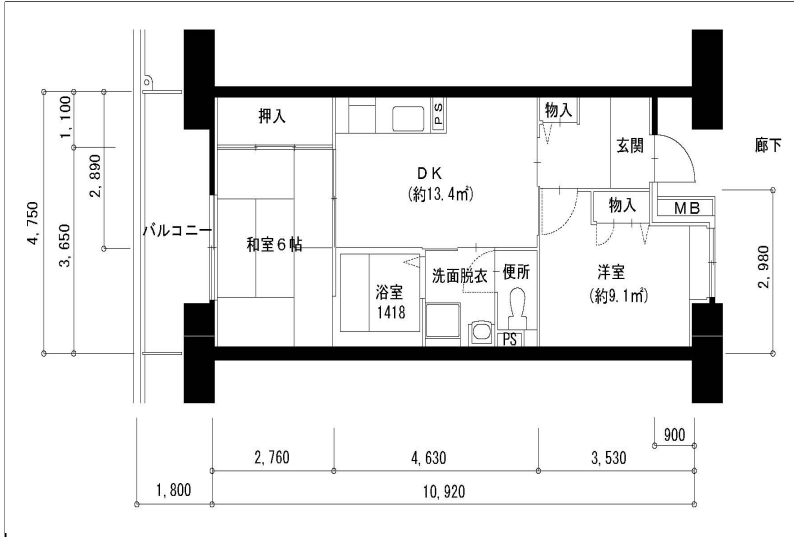 押入
PS
物入
玄関
廊下
DK
(約13.4㎡)
バルコニー
和室6帖
物入
MB
洗面脱衣
便所
洋室
(約9.1㎡)
浴室
1418
PS
1,100
2,890
4,750
3,650
2,980
900
2,760
4,630
3,530
1,800
10,920